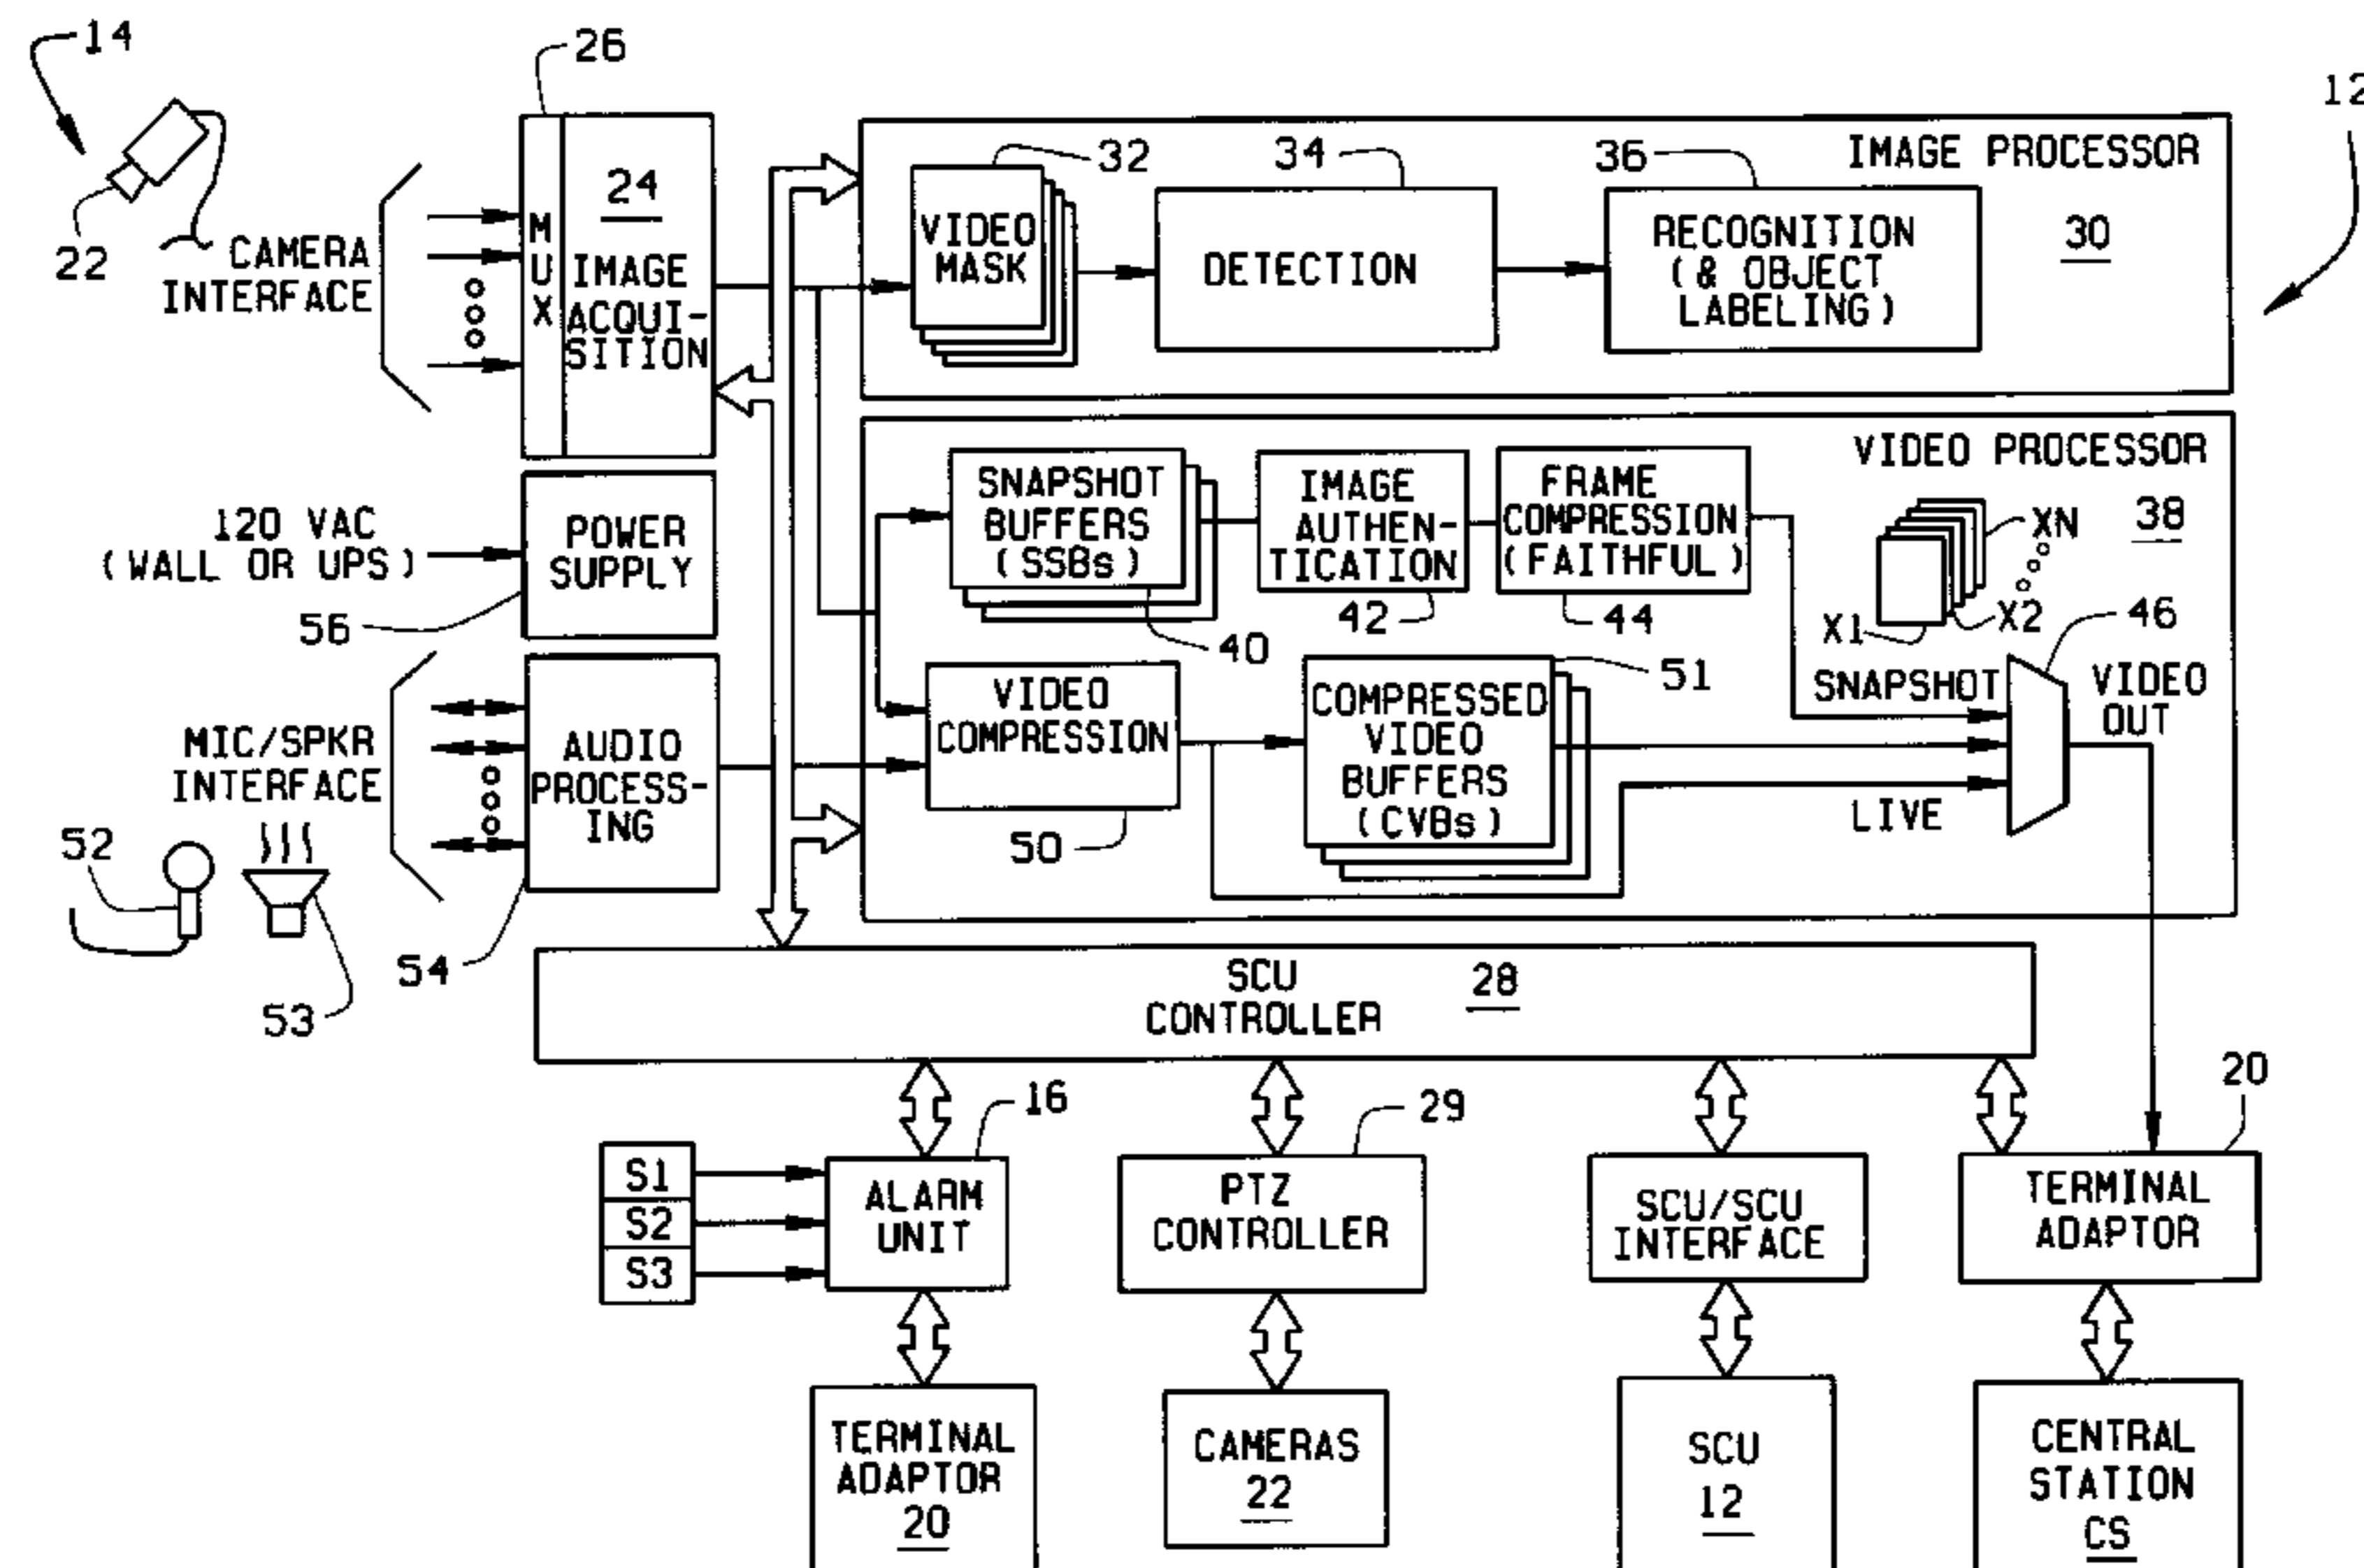 14
26
12
22
CAMERA
INTERFACE
MUX
24
IMAGE
ACQUI-
SITION
32
34
36
IMAGE PROCESSOR
30
VIDEO
MASK
DETECTION
RECOGNITION
(& OBJECT
LABELING)
120 VAC
(WALL OR UPS)
POWER
SUPPLY
56
VIDEO PROCESSOR
38
SNAPSHOT
BUFFERS
(SSBs)
40
IMAGE
AUTHEN-
TICATION
42
FRAME
COMPRESSION
(FAITHFUL)
44
XN
X2
X1
46
SNAPSHOT
VIDEO
OUT
LIVE
VIDEO
COMPRESSION
50
COMPRESSED
VIDEO
BUFFERS
(CVBs)
51
MIC/SPKR
INTERFACE
AUDIO
PROCESS-
ING
52
53
54
SCU
CONTROLLER
28
16
29
20
S1
S2
S3
ALARM
UNIT
PTZ
CONTROLLER
SCU/SCU
INTERFACE
TERMINAL
ADAPTOR
TERMINAL
ADAPTOR
20
CAMERAS
22
SCU
12
CENTRAL
STATION
CS